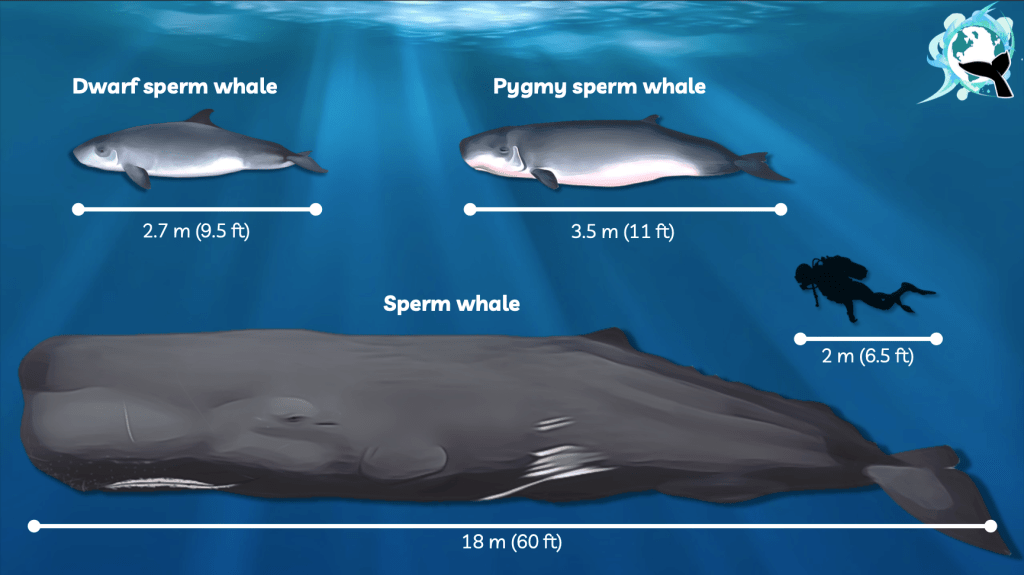 Dwarf sperm whale
Pygmy sperm whale
2.7 m (9.5 ft)
3.5 m (11 ft)
Sperm whale
2 m (6.5 ft)
18 m (60 ft)